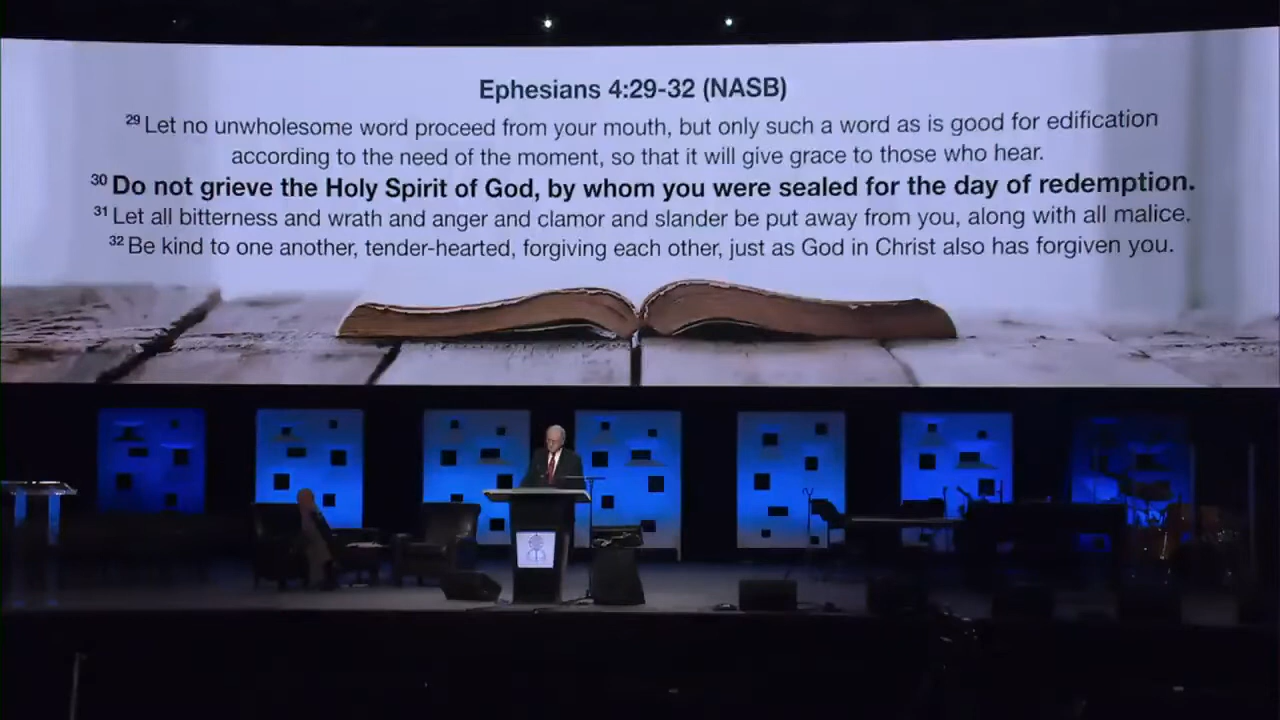 Ephesians 4:29-32 (NASB)
29 Let no unwholesome word proceed from your mouth, but only such a word as is good for edification
according to the need of the moment, so that it will give grace to those who hear.
30 Do not grieve the Holy Spirit of God, by whom you were sealed for the day of redemption.
31 Let all bitterness and wrath and anger and clamor and slander be put away from you, along with all malice.
32 Be kind to one another, tender-hearted, forgiving each other, just as God in Christ also has forgiven you.